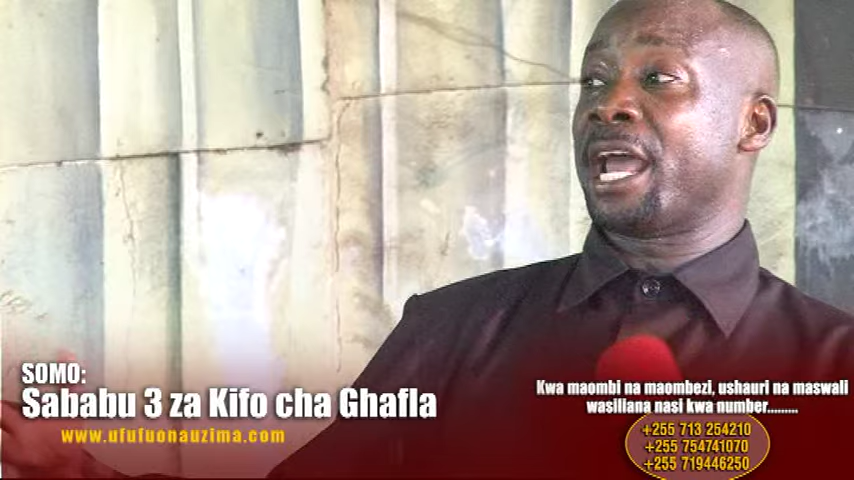 SOMO:
Sababu 3 za Kifo cha Ghafla
www.ufufuonauzima.com
Kwa maombi na maombezi, ushauri na maswali
wasiliana nasi kwa number.........
+255 713 254210
+255 754741070
+255 719446250